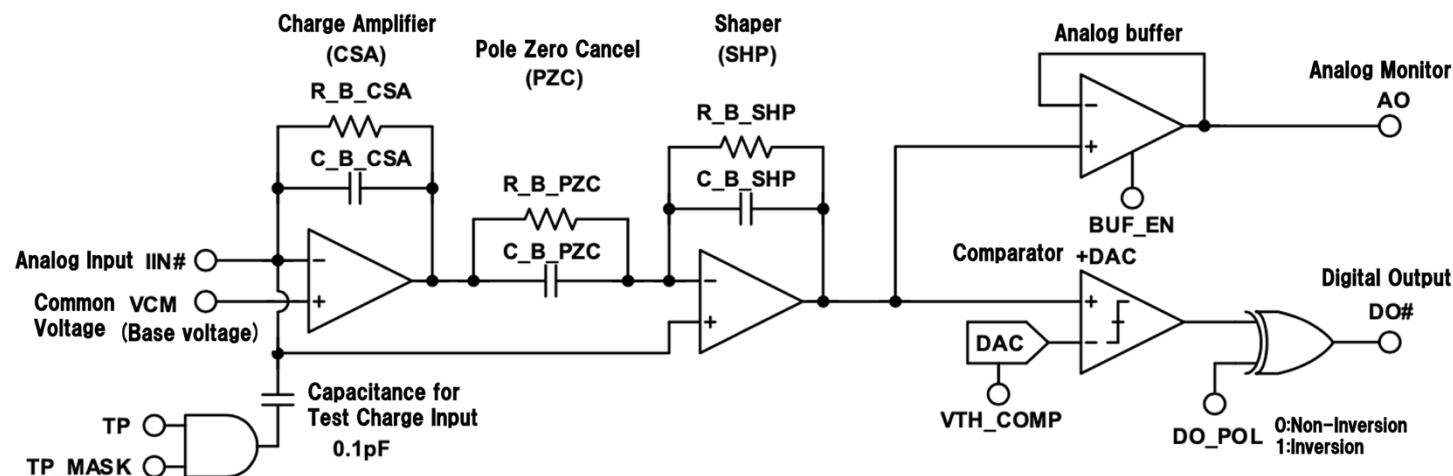 Charge Amplifier
(CSA)
Pole Zero Cancel
(PZC)
Shaper
(SHP)
Analog buffer
Analog Monitor
AO
R_B_CSA
C_B_CSA
R_B_PZC
C_B_PZC
R_B_SHP
C_B_SHP
BUF_EN
Analog Input IIN#
Common VCM
Voltage (Base voltage)
−
+
−
+
−
+
Comparator +DAC
+
−
DAC
VTH_COMP
Digital Output
DO#
DO_POL
0:Non-Inversion
1:Inversion
Capacitance for
Test Charge Input
0.1pF
TP
TP_MASK